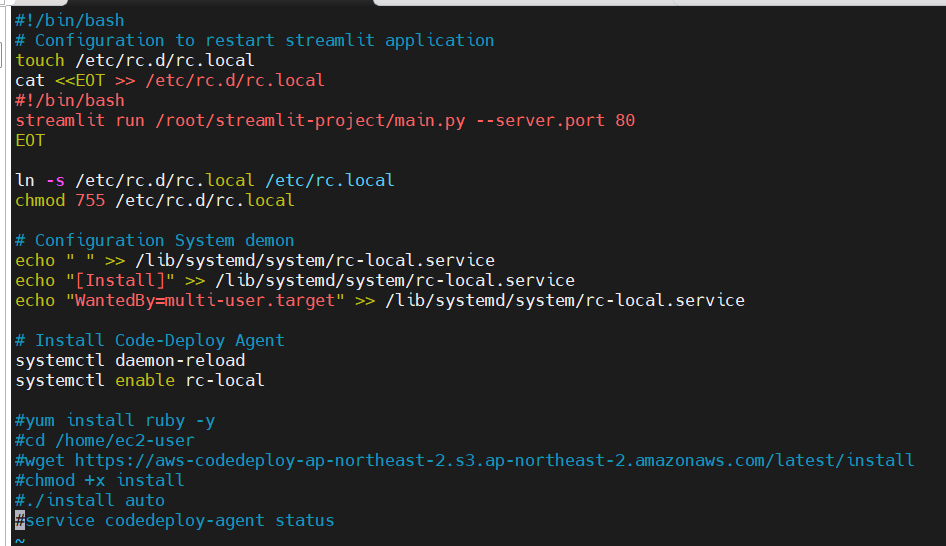 #!/bin/bash
# Configuration to restart streamlit application
touch /etc/rc.d/rc.local
cat <<EOT >> /etc/rc.d/rc.local
#!/bin/bash
streamlit run /root/streamlit-project/main.py --server.port 80
EOT
ln -s /etc/rc.d/rc.local /etc/rc.local
chmod 755 /etc/rc.d/rc.local
# Configuration System demon
echo " " >> /lib/systemd/system/rc-local.service
echo "[Install]" >> /lib/systemd/system/rc-local.service
echo "WantedBy=multi-user.target" >> /lib/systemd/system/rc-local.service
# Install Code-Deploy Agent
systemctl daemon-reload
systemctl enable rc-local
#yum install ruby -y
#cd /home/ec2-user
#wget https://aws-codedeploy-ap-northeast-2.s3.ap-northeast-2.amazonaws.com/latest/install
#chmod +x install
#./install auto
#service codedeploy-agent status
~